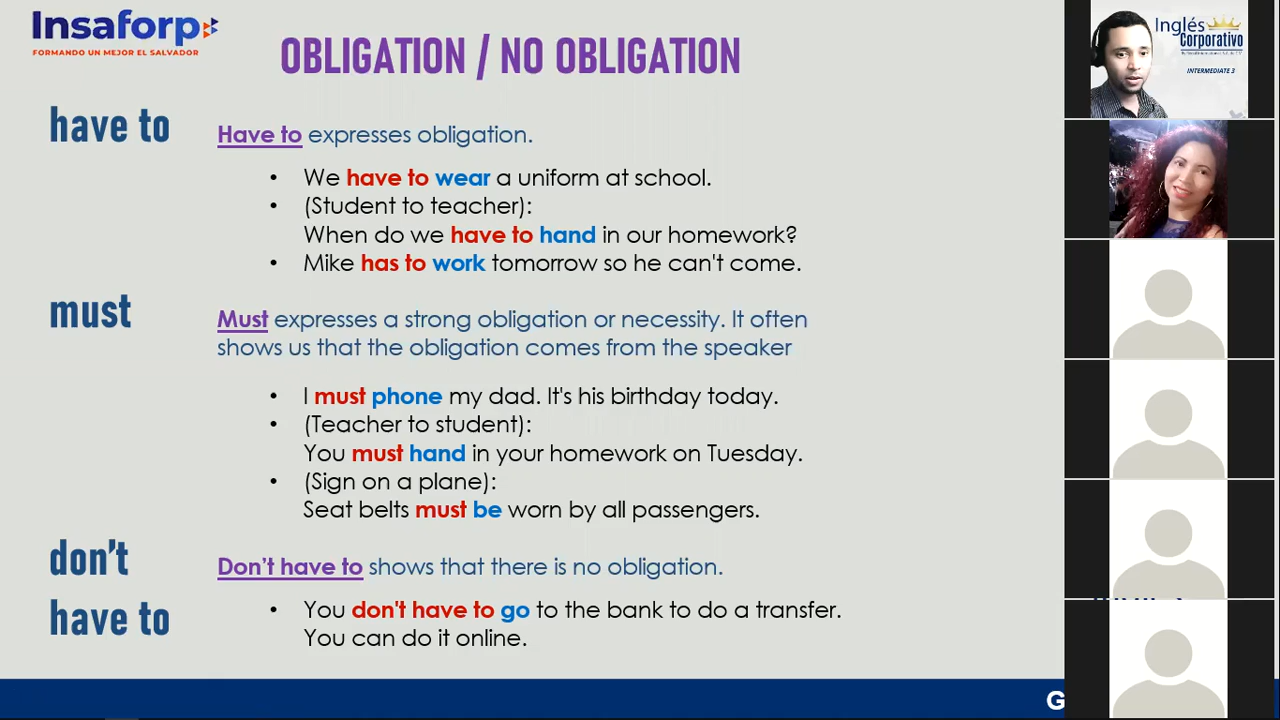 Insaforp
FORMANDO UN MEJOR EL SALVADOR
OBLIGATION / NO OBLIGATION
have to
Have to expresses obligation.
• We have to wear a uniform at school.
• (Student to teacher):
When do we have to hand in our homework?
• Mike has to work tomorrow so he can't come.
must
Must expresses a strong obligation or necessity. It often
shows us that the obligation comes from the speaker
• I must phone my dad. It's his birthday today.
• (Teacher to student):
You must hand in your homework on Tuesday.
• (Sign on a plane):
Seat belts must be worn by all passengers.
don't
have to
Don't have to shows that there is no obligation.
• You don't have to go to the bank to do a transfer.
You can do it online.
G
Inglés
Corporativo
INTERMEDIATE 3